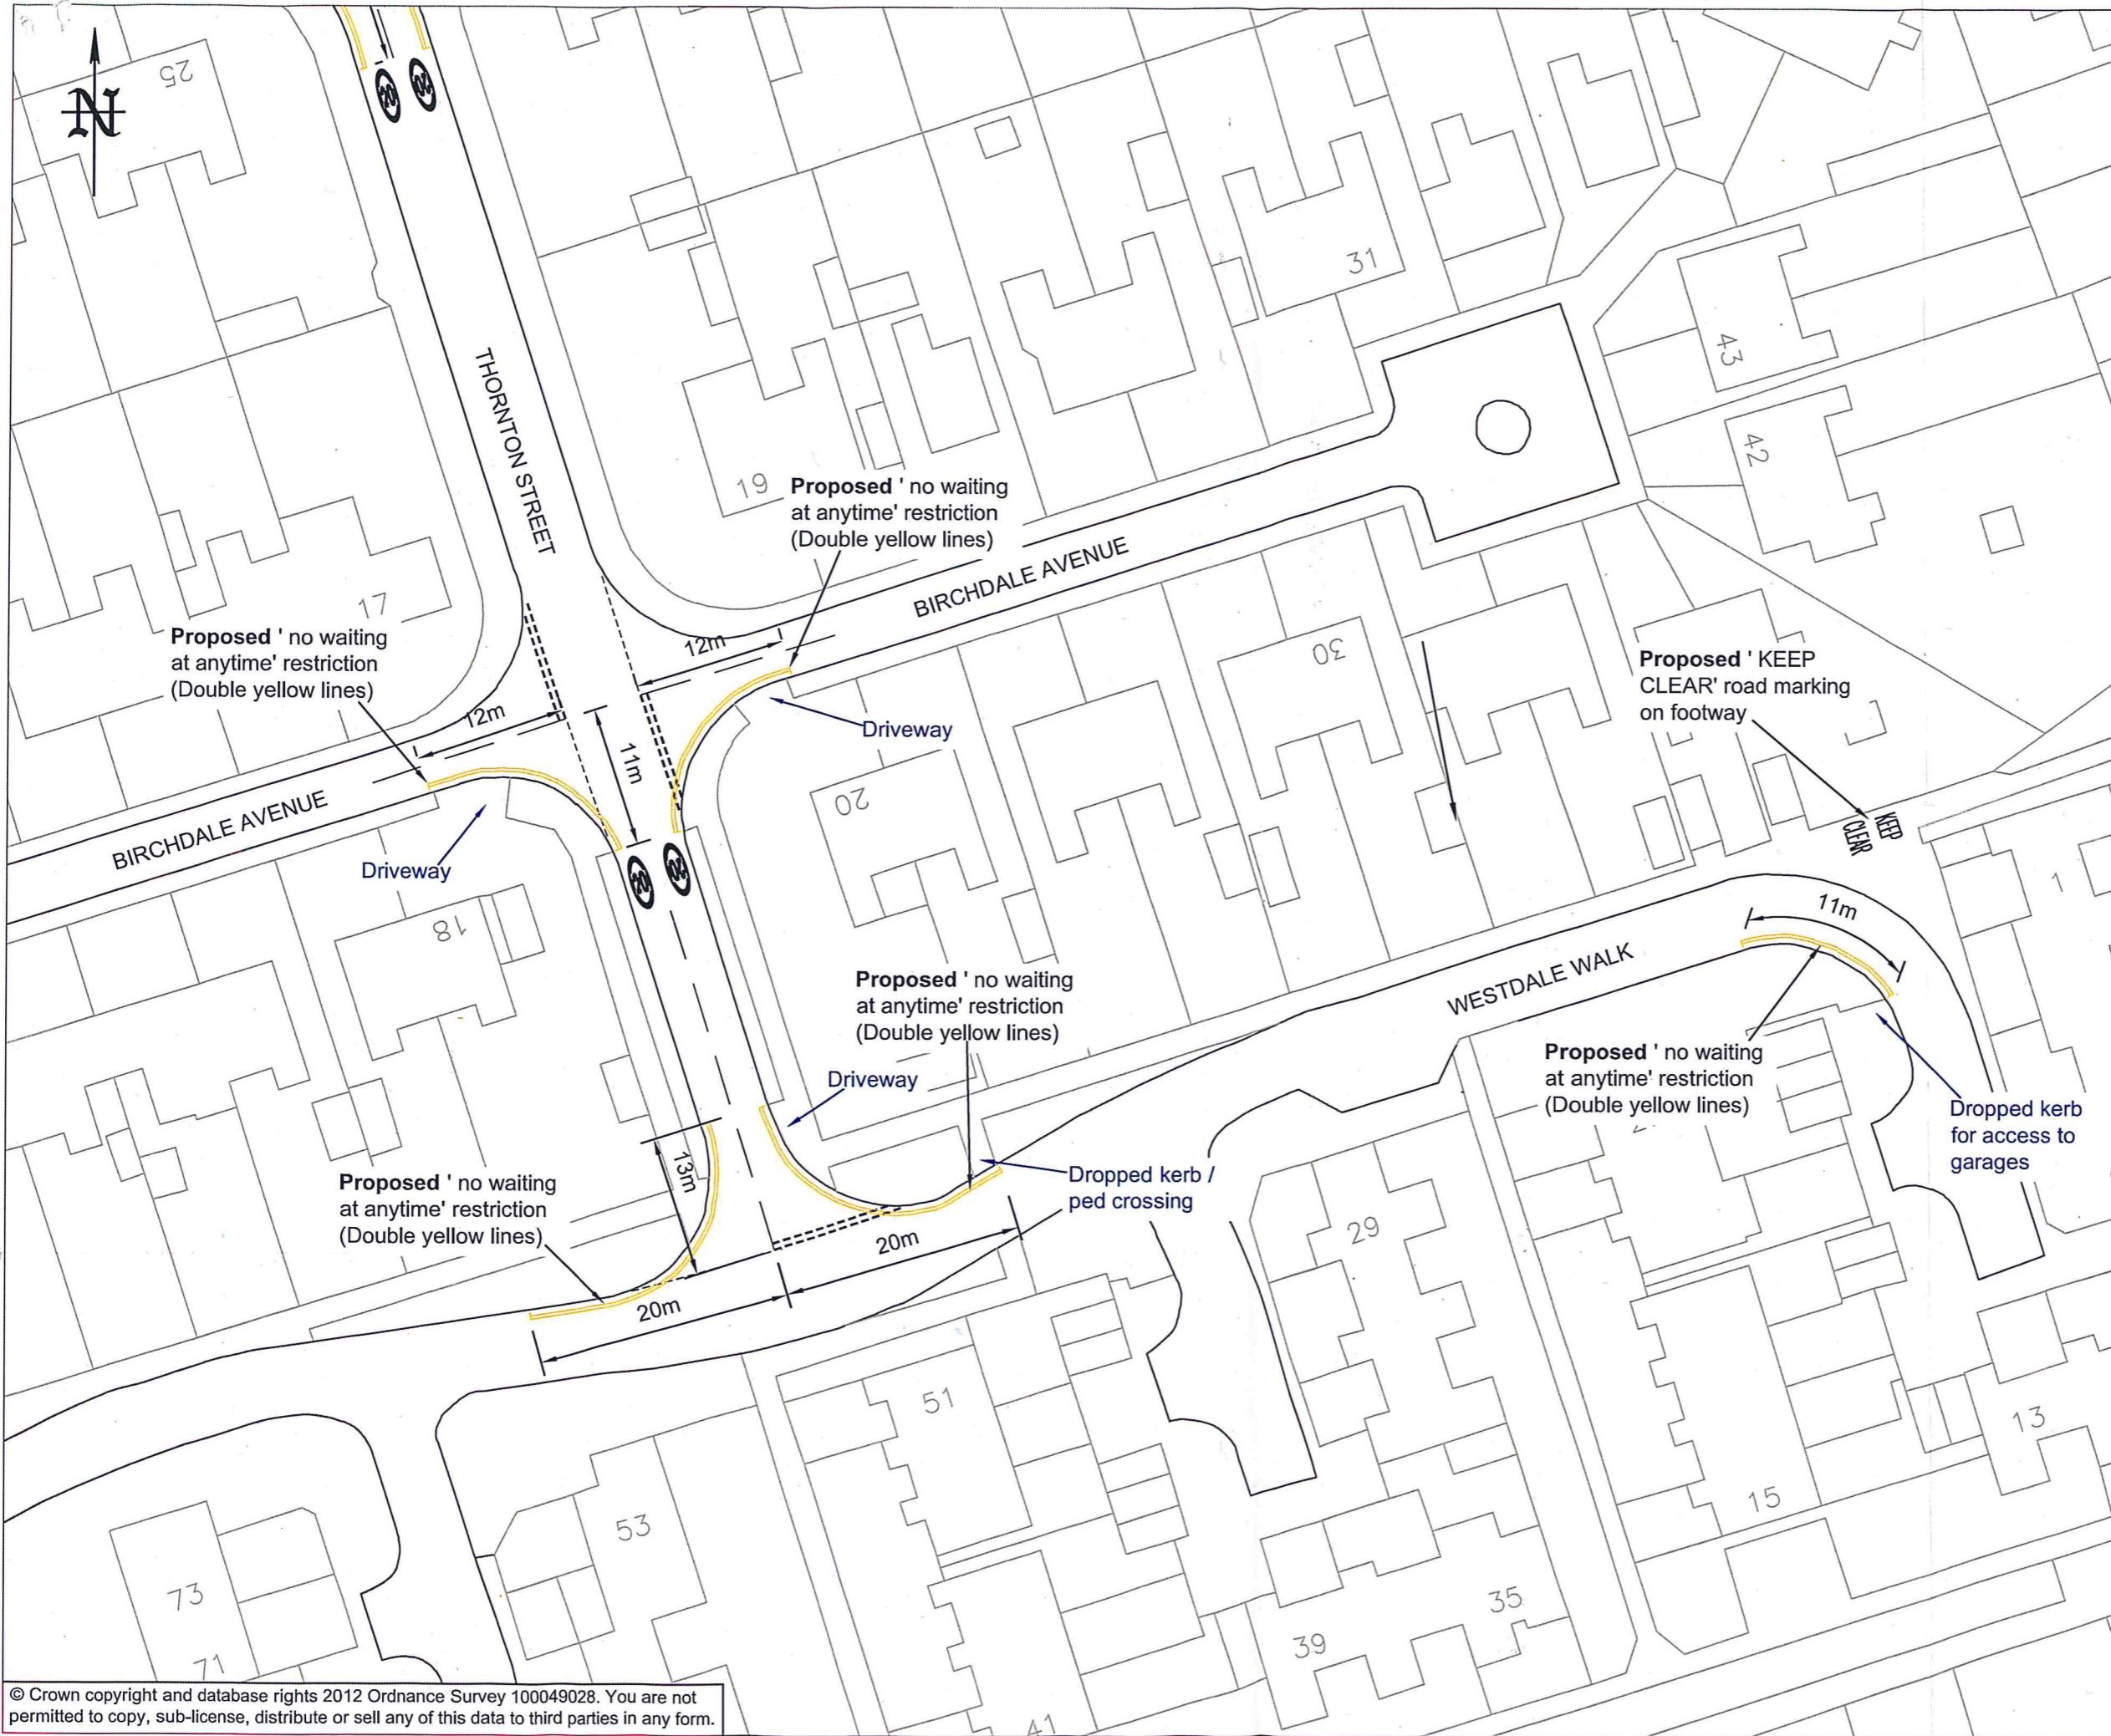 N
25
20
20
THORNTON STREET
31
43
42
19
Proposed ' no waiting
at anytime' restriction
(Double yellow lines)
BIRCHDALE AVENUE
17
Proposed ' no waiting
at anytime' restriction
(Double yellow lines)
12m
12m
11m
Driveway
30
Proposed ' KEEP
CLEAR' road marking
on footway
KEEP
CLEAR
BIRCHDALE AVENUE
Driveway
20
20
20
18
1
11m
WESTDALE WALK
Proposed ' no waiting
at anytime' restriction
(Double yellow lines)
Driveway
Proposed ' no waiting
at anytime' restriction
(Double yellow lines)
Dropped kerb
for access to
garages
Dropped kerb /
ped crossing
13m
Proposed ' no waiting
at anytime' restriction
(Double yellow lines)
20m
20m
29
51
53
13
15
73
71
35
39
41
© Crown copyright and database rights 2012 Ordnance Survey 100049028. You are not
permitted to copy, sub-license, distribute or sell any of this data to third parties in any form.